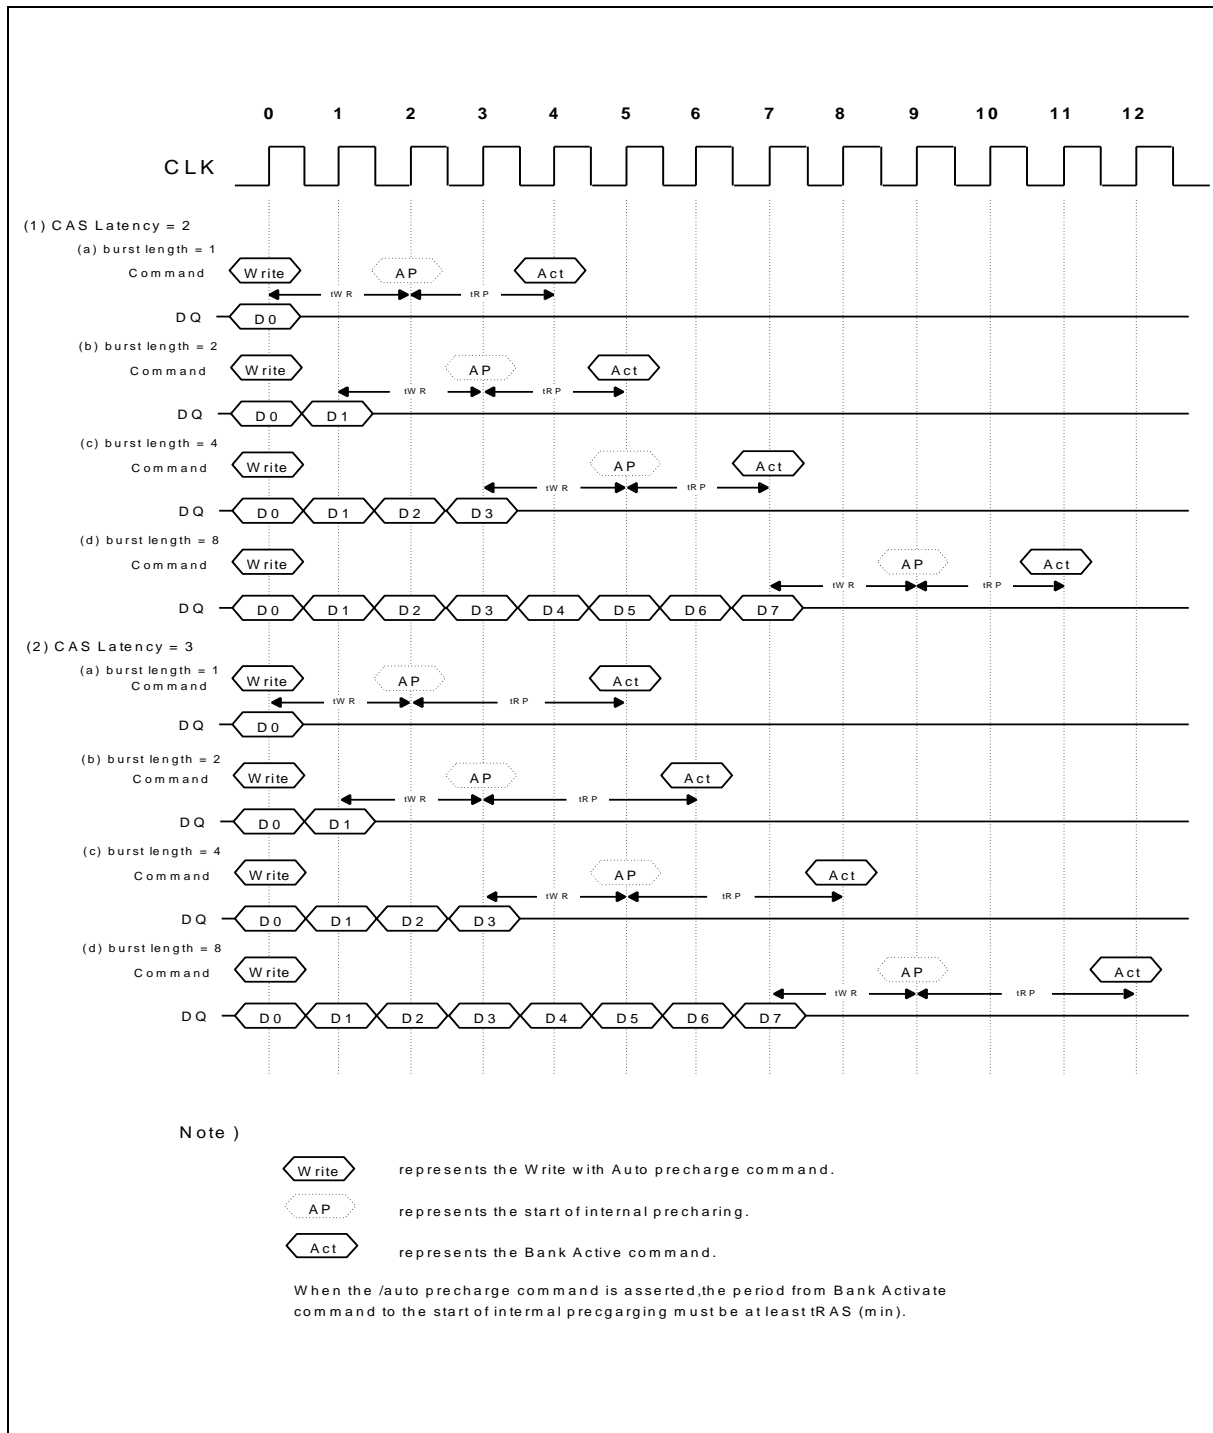 0 1 2 3 4 5 6 7 8 9 10 11 12
CLK
(1) CAS Latency = 2
(a) burst length = 1
Command Write AP Act
tWR tRP
DQ D0
(b) burst length = 2
Command Write AP Act
tWR tRP
DQ D0 D1
(c) burst length = 4
Command Write AP Act
tWR tRP
DQ D0 D1 D2 D3
(d) burst length = 8
Command Write AP Act
tWR tRP
DQ D0 D1 D2 D3 D4 D5 D6 D7
(2) CAS Latency = 3
(a) burst length = 1
Command Write AP Act
tWR tRP
DQ D0
(b) burst length = 2
Command Write AP Act
tWR tRP
DQ D0 D1
(c) burst length = 4
Command Write AP Act
tWR tRP
DQ D0 D1 D2 D3
(d) burst length = 8
Command Write AP Act
tWR tRP
DQ D0 D1 D2 D3 D4 D5 D6 D7
Note )
Write represents the Write with Auto precharge command.
AP represents the start of internal precharing.
Act represents the Bank Active command.
When the /auto precharge command is asserted,the period from Bank Activate
command to the start of intermal precgarging must be at least tRAS (min).